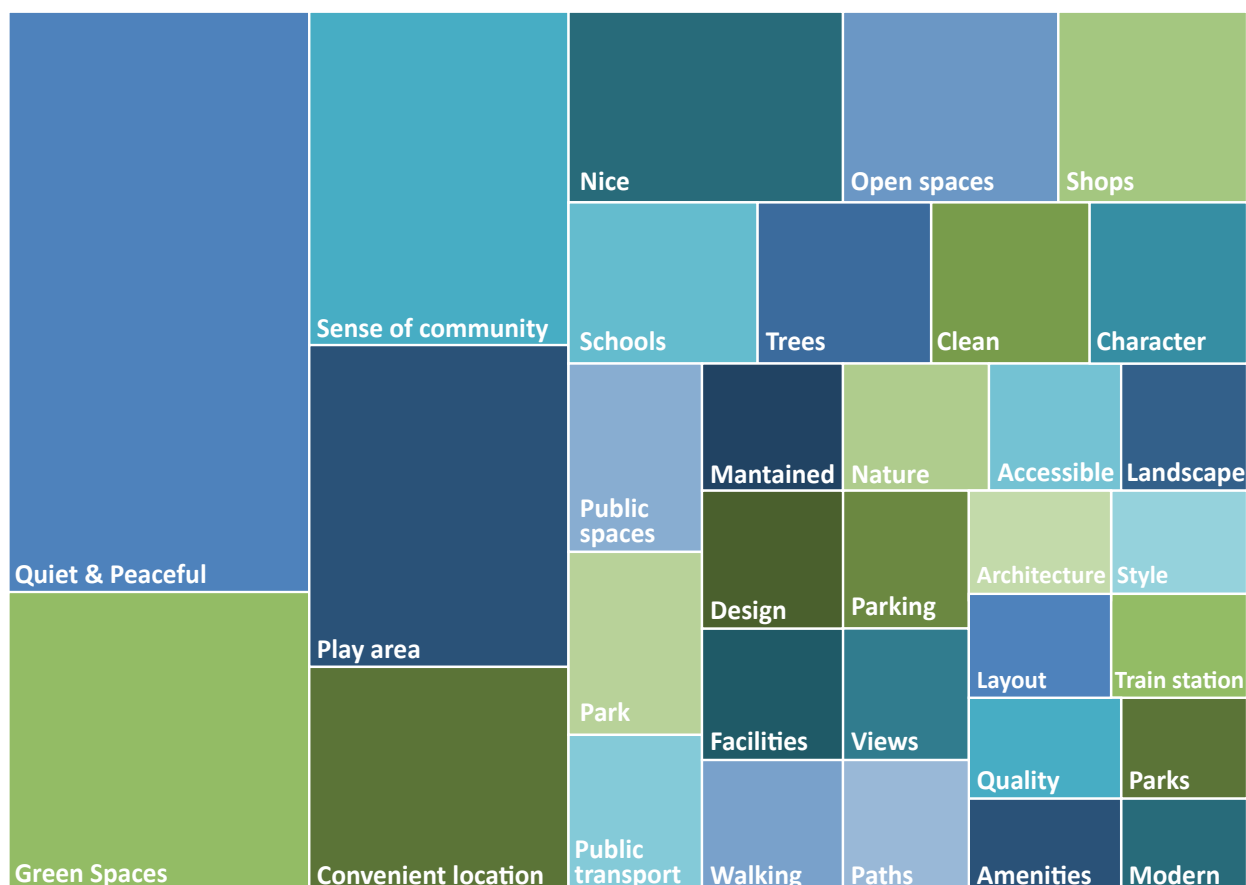 Quiet & Peaceful
Green Spaces
Sense of community
Play area
Convenient location
Nice
Open spaces
Shops
Schools
Trees
Clean
Character
Public
spaces
Mantained
Nature
Accessible
Landscape
Park
Design
Parking
Architecture
Style
Layout
Train station
Facilities
Views
Quality
Parks
Public
transport
Walking
Paths
Amenities
Modern